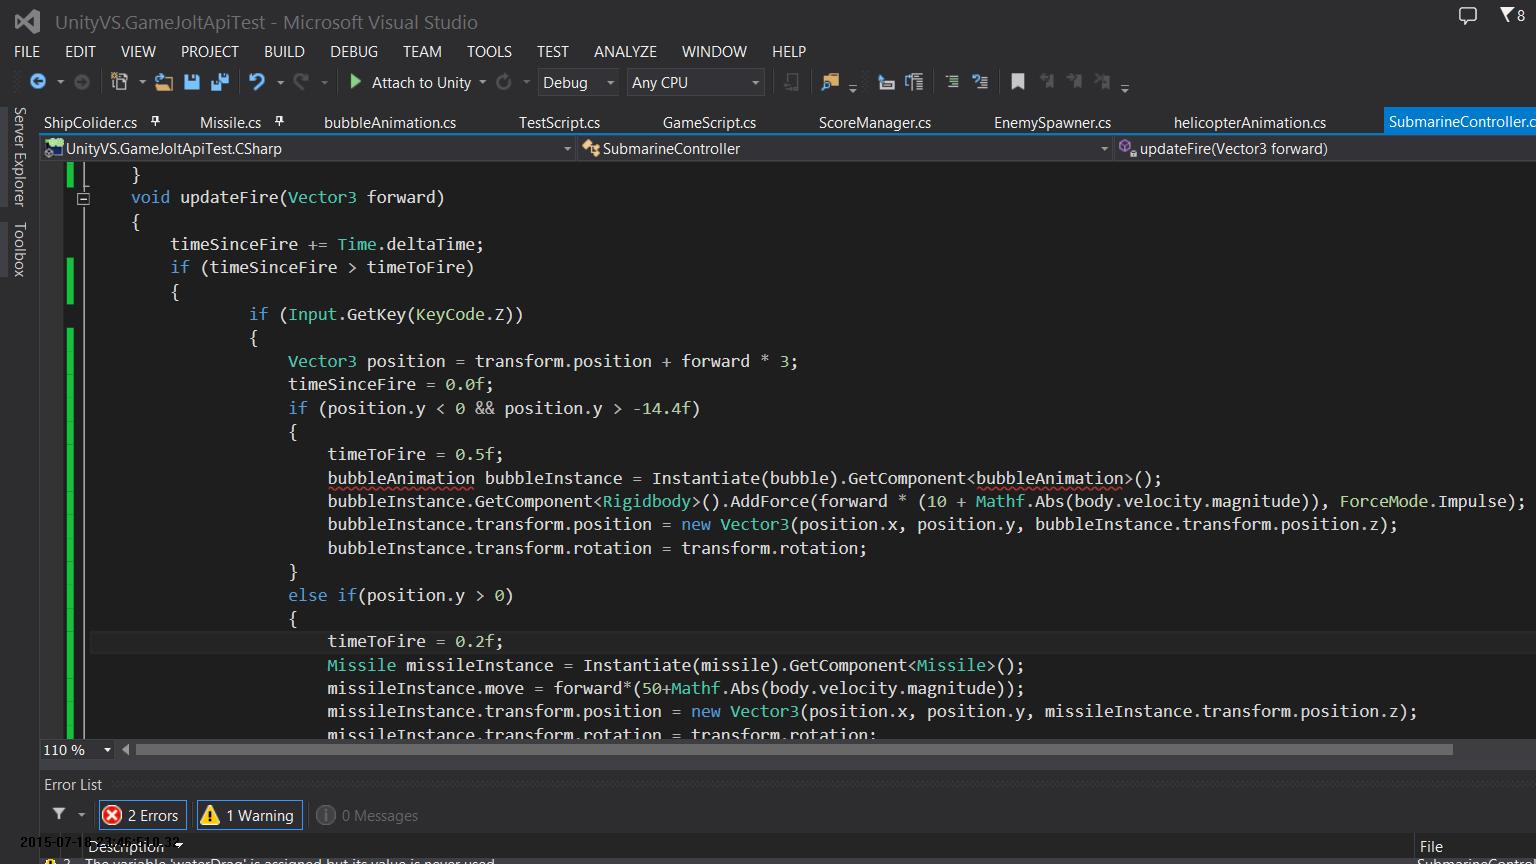 UnityVS.GameJoltApiTest - Microsoft Visual Studio
8
FILE EDIT VIEW PROJECT BUILD DEBUG TEAM TOOLS TEST ANALYZE WINDOW HELP
Attach to Unity Debug Any CPU
Server Explorer
Toolbox
ShipColider.cs Missile.cs bubbleAnimation.cs TestScript.cs GameScript.cs ScoreManager.cs EnemySpawner.cs helicopterAnimation.cs SubmarineController.c
UnityVS.GameJoltApiTest.CSharp SubmarineController updateFire(Vector3 forward)
}
void updateFire(Vector3 forward)
{
timeSinceFire += Time.deltaTime;
if (timeSinceFire > timeToFire)
{
if (Input.GetKey(KeyCode.Z))
{
Vector3 position = transform.position + forward * 3;
timeSinceFire = 0.0f;
if (position.y < 0 && position.y > -14.4f)
{
timeToFire = 0.5f;
bubbleAnimation bubbleInstance = Instantiate(bubble).GetComponent<bubbleAnimation>();
bubbleInstance.GetComponent<Rigidbody>().AddForce(forward * (10 + Mathf.Abs(body.velocity.magnitude)), ForceMode.Impulse);
bubbleInstance.transform.position = new Vector3(position.x, position.y, bubbleInstance.transform.position.z);
bubbleInstance.transform.rotation = transform.rotation;
}
else if(position.y > 0)
{
timeToFire = 0.2f;
Missile missileInstance = Instantiate(missile).GetComponent<Missile>();
missileInstance.move = forward*(50+Mathf.Abs(body.velocity.magnitude));
missileInstance.transform.position = new Vector3(position.x, position.y, missileInstance.transform.position.z);
missileInstance.transform.rotation = transform.rotation;
110 %
Error List
2 Errors 1 Warning 0 Messages
Description File
The variable 'waterDrag' is assigned but its value is never used